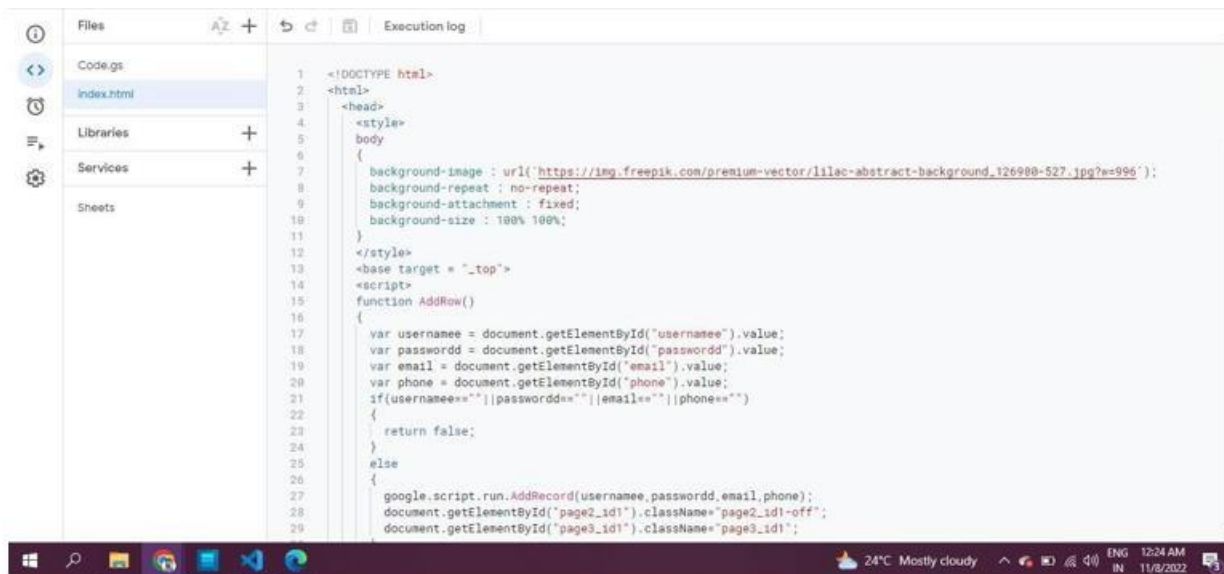 Files
AZ
Execution log
Code.gs
index.html
Libraries
Services
Sheets
1 <!DOCTYPE html>
2 <html>
3 <head>
4 <style>
5 body
6 {
7 background-image : url('https://img.freepik.com/premium-vector/lilac-abstract-background_126980-527.jpg?w=996');
8 background-repeat : no-repeat;
9 background-attachment : fixed;
10 background-size : 100% 100%;
11 }
12 </style>
13 <base target = "_top">
14 <script>
15 function AddRow()
16 {
17 var usernamee = document.getElementById("usernamee").value;
18 var passwordd = document.getElementById("passwordd").value;
19 var email = document.getElementById("email").value;
20 var phone = document.getElementById("phone").value;
21 if(usernamee==""||passwordd==""||email==""||phone=="")
22 {
23 return false;
24 }
25 else
26 {
27 google.script.run.AddRecord(usernamee,passwordd,email,phone);
28 document.getElementById("page2_id1").className="page2_id1-off";
29 document.getElementById("page3_id1").className="page3_id1";
24°C Mostly cloudy
ENG
IN
12:24 AM
11/8/2022